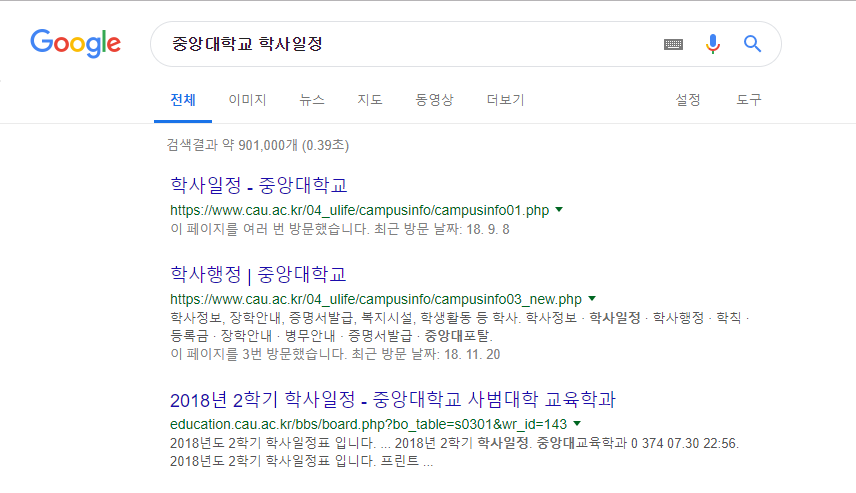 Google
중앙대학교 학사일정
전체 이미지 뉴스 지도 동영상 더보기 설정 도구
검색결과 약 901,000개 (0.39초)
학사일정 - 중앙대학교
https://www.cau.ac.kr/04_ulife/campusinfo/campusinfo01.php
이 페이지를 여러 번 방문했습니다. 최근 방문 날짜: 18. 9. 8
학사행정 | 중앙대학교
https://www.cau.ac.kr/04_ulife/campusinfo/campusinfo03_new.php
학사정보, 장학안내, 증명서발급, 복지시설, 학생활동 등 학사. 학사정보 · 학사일정 · 학사행정 · 학칙 ·
등록금 · 장학안내 · 병무안내 · 증명서발급 · 중앙대포탈.
이 페이지를 3번 방문했습니다. 최근 방문 날짜: 18. 11. 20
2018년 2학기 학사일정 - 중앙대학교 사범대학 교육학과
education.cau.ac.kr/bbs/board.php?bo_table=s0301&wr_id=143
2018년도 2학기 학사일정표 입니다. ... 2018년 2학기 학사일정. 중앙대교육학과 0 374 07.30 22:56.
2018년도 2학기 학사일정표 입니다. 프린트 ...